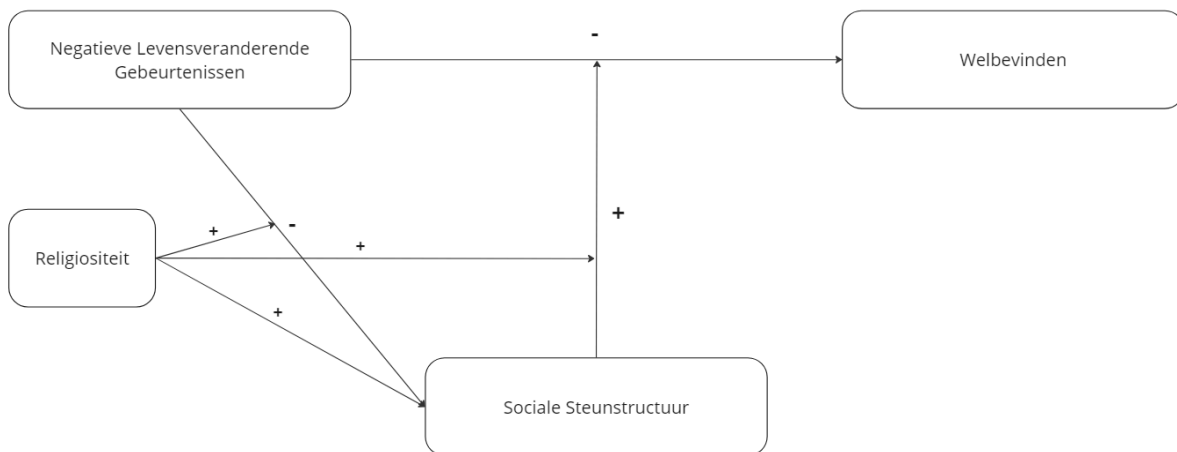 Negatieve Levensveranderende
Gebeurtenissen
-
Welbevinden
+
Religiositeit
+
-
+
+
Sociale Steunstructuur